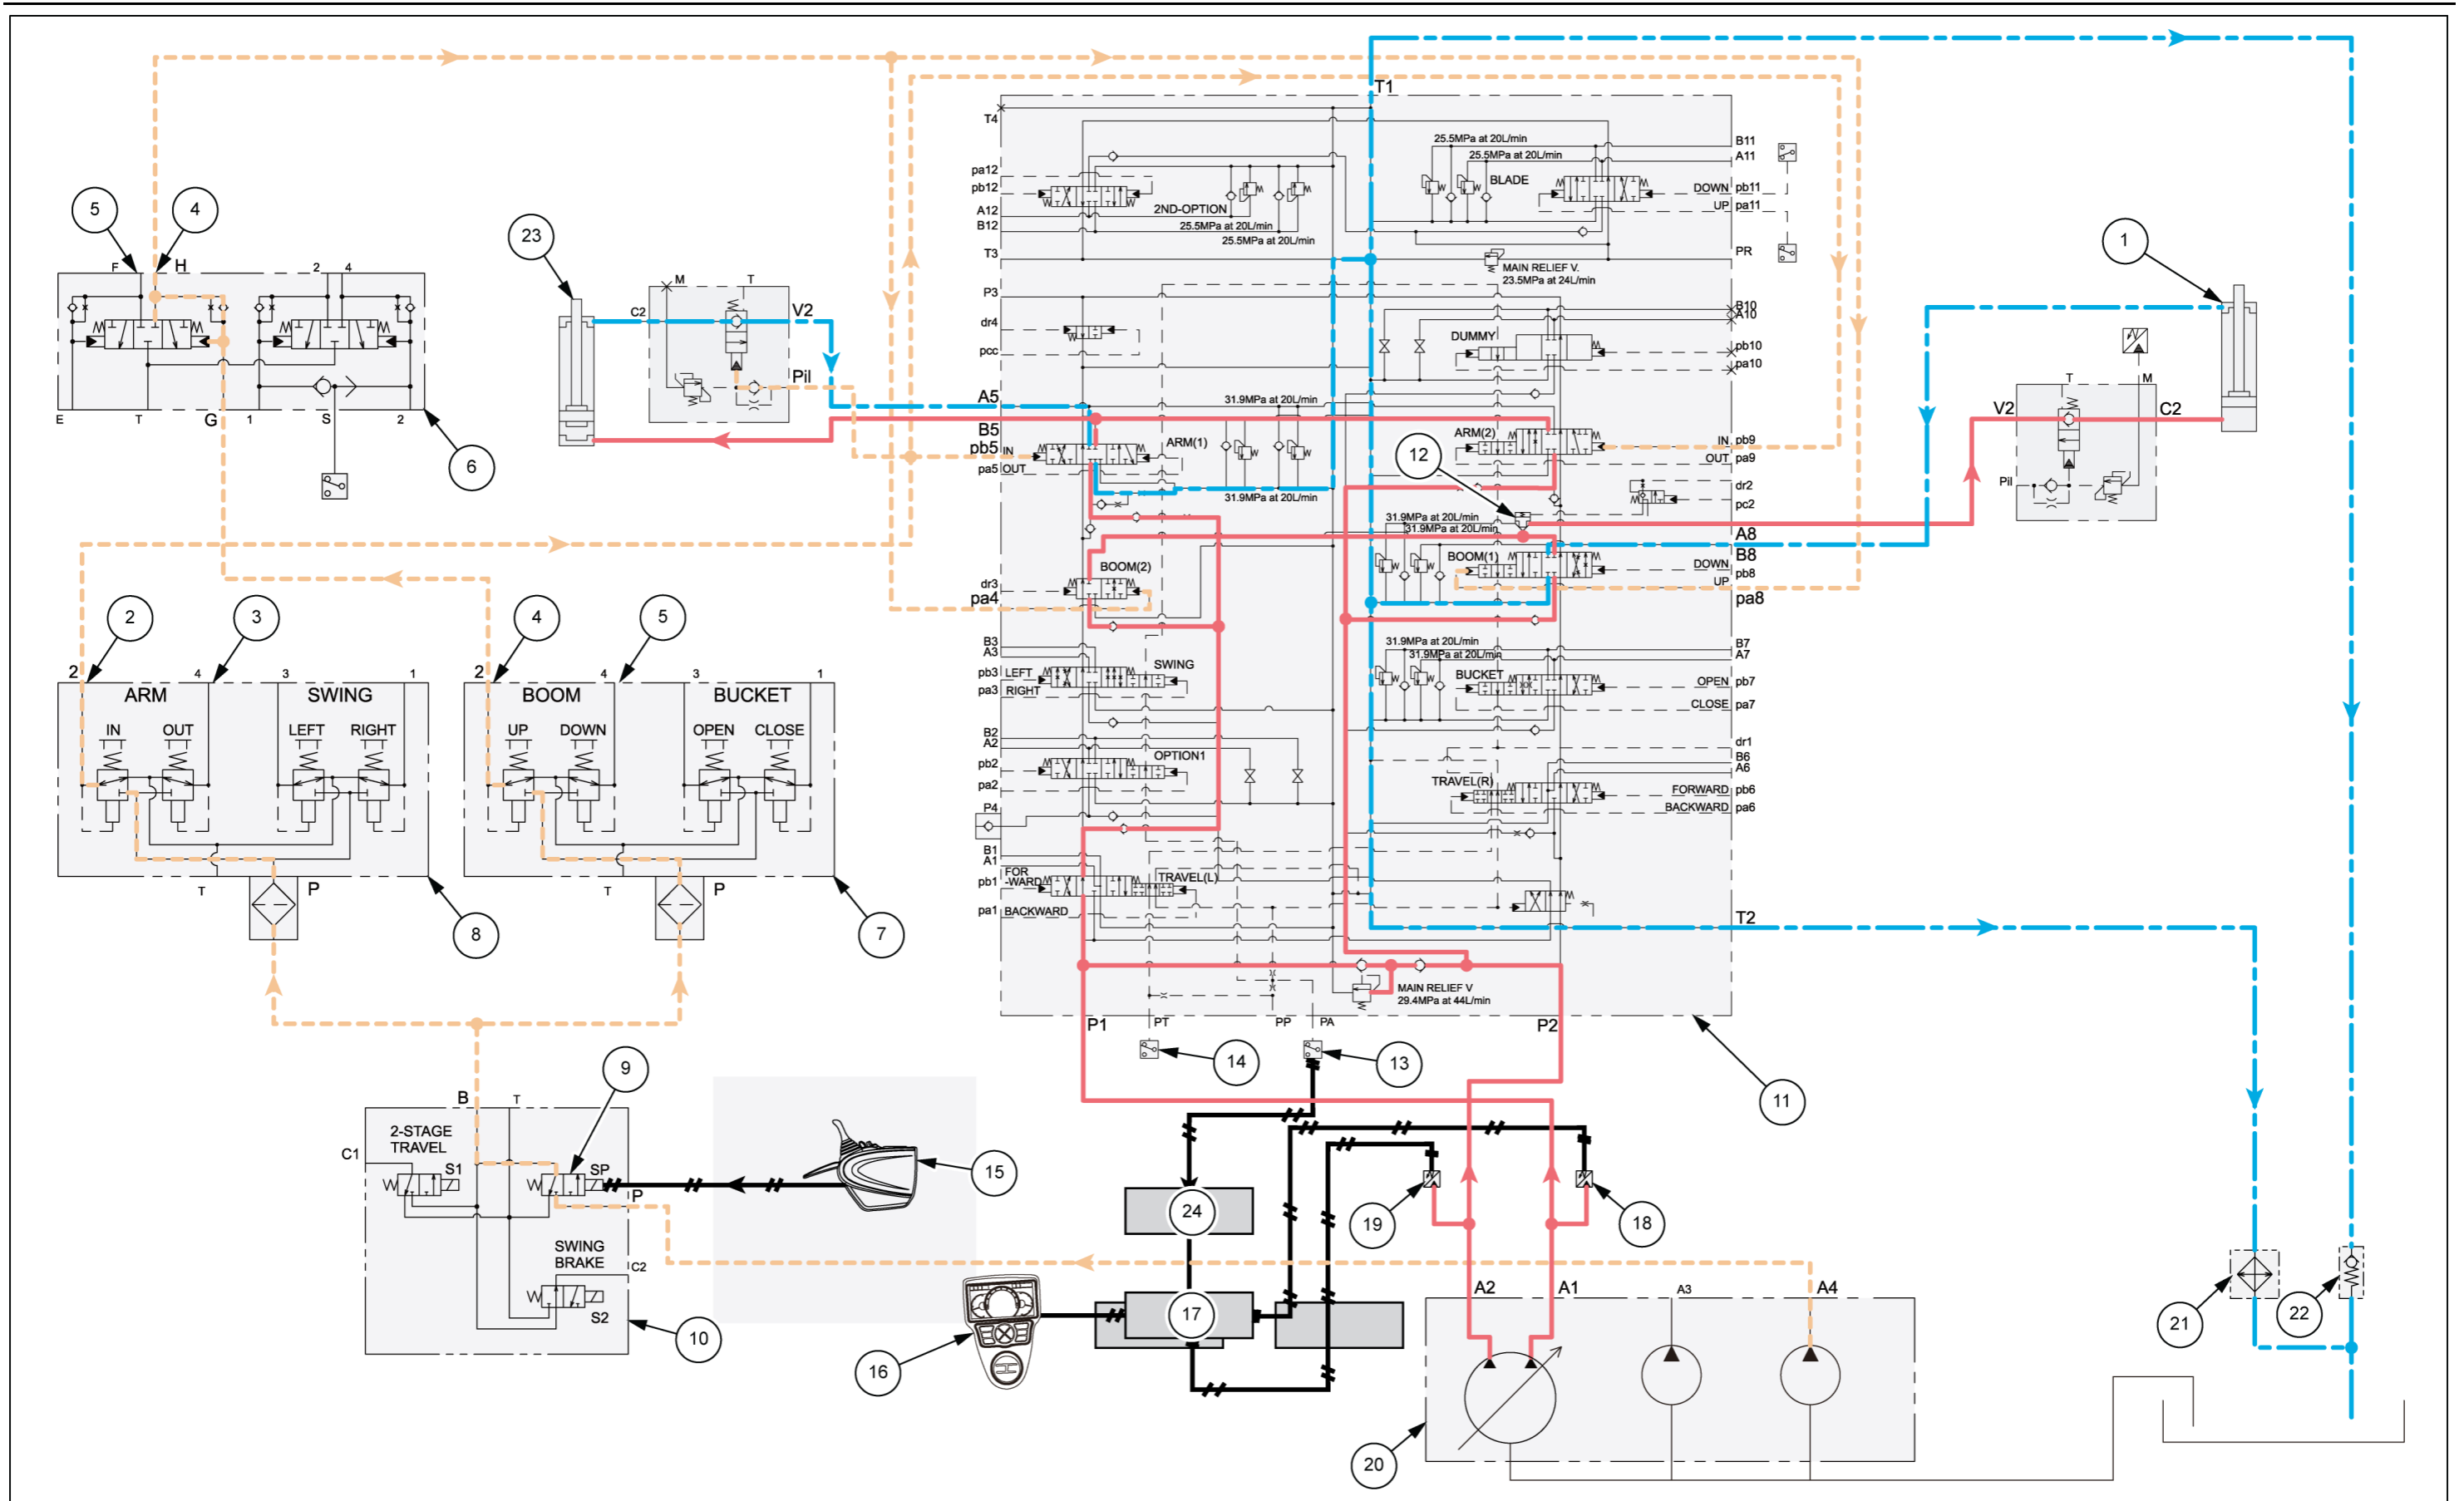 T1
T4
B11
A11
25.5MPa at 20L/min
25.5MPa at 20L/min
BLADE
pa12
pb12
DOWN pb11
UP pa11
A12
B12
2ND-OPTION
25.5MPa at 20L/min
25.5MPa at 20L/min
T3
PR
MAIN RELIEF V.
23.5MPa at 24L/min
P3
B10
A10
dr4
pcc
DUMMY
pb10
pa10
5
4
23
1
F
H
2
4
E
T
G
1
S
2
6
C2
M
T
V2
Pil
A5
31.9MPa at 20L/min
B5
pb5 IN
pa5 OUT
ARM(1)
31.9MPa at 20L/min
ARM(2)
IN pb9
OUT pa9
12
dr2
pc2
31.9MPa at 20L/min
31.9MPa at 20L/min
A8
B8
BOOM(1)
DOWN
pb8
UP
pa8
V2
T
M
C2
Pil
BOOM(2)
dr3
pa4
B3
A3
pb3 LEFT
pa3 RIGHT
SWING
31.9MPa at 20L/min
31.9MPa at 20L/min
B7
A7
BUCKET
OPEN pb7
CLOSE pa7
B2
A2
pb2
pa2
OPTION1
dr1
B6
A6
TRAVEL(R)
FORWARD pb6
BACKWARD pa6
P4
B1
A1
FOR
pb1 -WARD
pa1 BACKWARD
TRAVEL(L)
T2
MAIN RELIEF V
29.4MPa at 44L/min
P1
PT
PP
PA
P2
14
13
11
2
3
4
5
2
4
3
1
ARM
SWING
IN
OUT
LEFT
RIGHT
T
P
8
2
4
3
1
BOOM
BUCKET
UP
DOWN
OPEN
CLOSE
T
P
7
9
B
T
2-STAGE
TRAVEL
C1
S1
SP
P
SWING
BRAKE
C2
S2
10
15
24
19
18
16
17
A2
A1
A3
A4
20
21
22